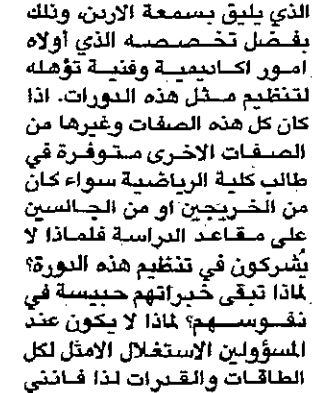 الذي يليق بسمعة الاردن، وذلك
بفضل تخصصه الذي أولاه
امور اكاديمية وفنية تؤهله
لتنظيم مثل هذه الدورات. اذا
كان كل هذه الصفات وغيرها من
الصفات الاخرى متوفرة في
طالب كلية الرياضية سواء كان
من الخريجين او من الجالسين
على مقاعد الدراسة فلماذا لا
يُشركون في تنظيم هذه الدورة؟
لماذا تبقى خبراتهم حبيسة في
نفوسهم؟ لماذا لا يكون عند
المسؤولين الاستغلال الامثل لكل
الطاقات والقدرات لذا فانني